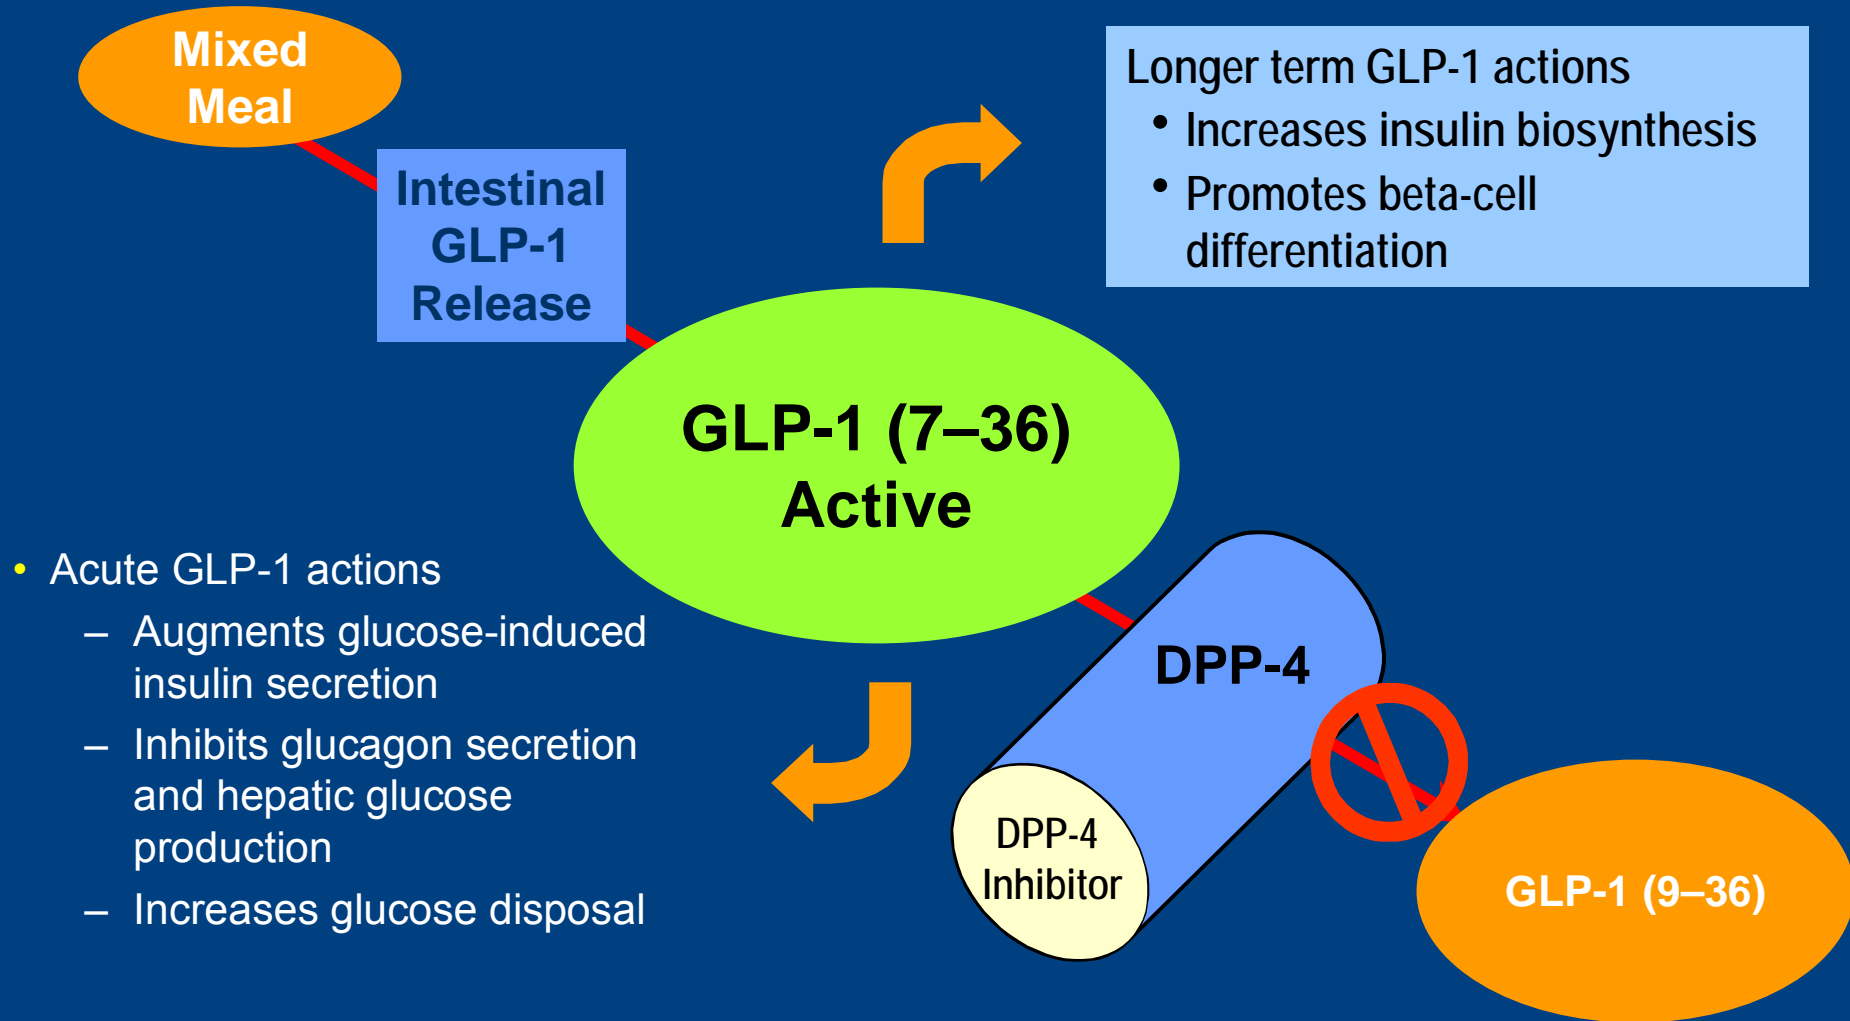 Mixed
Meal
Intestinal
GLP-1
Release
Longer term GLP-1 actions
• Increases insulin biosynthesis
• Promotes beta-cell
differentiation
GLP-1 (7–36)
Active
• Acute GLP-1 actions
– Augments glucose-induced
insulin secretion
– Inhibits glucagon secretion
and hepatic glucose
production
– Increases glucose disposal
DPP-4
DPP-4
Inhibitor
GLP-1 (9–36)